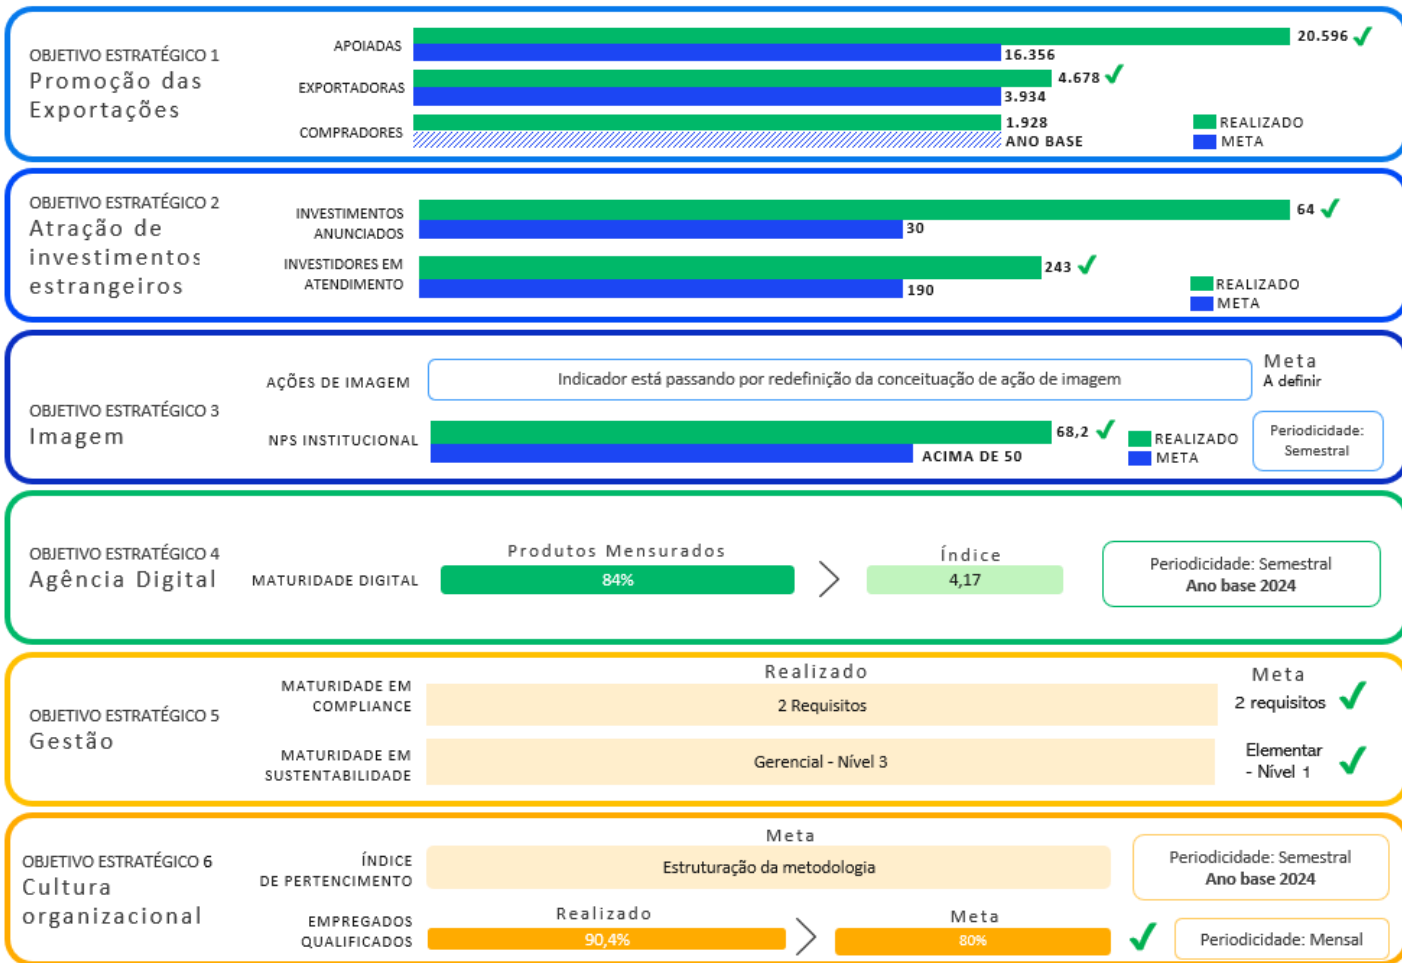 OBJETIVO ESTRATÉGICO 1
Promoção das
Exportações
APOIADAS
20.596
16.356
EXPORTADORAS
4.678
3.934
COMPRADORES
1.928
ANO BASE
REALIZADO
META
OBJETIVO ESTRATÉGICO 2
Atração de
investimentos
estrangeiros
INVESTIMENTOS
ANUNCIADOS
64
30
INVESTIDORES EM
ATENDIMENTO
243
190
REALIZADO
META
OBJETIVO ESTRATÉGICO 3
Imagem
AÇÕES DE IMAGEM
Indicador está passando por redefinição da conceituação de ação de imagem
Meta
A definir
NPS INSTITUCIONAL
68,2
ACIMA DE 50
REALIZADO
META
Periodicidade:
Semestral
OBJETIVO ESTRATÉGICO 4
Agência Digital
MATURIDADE DIGITAL
Produtos Mensurados
84%
Índice
4,17
Periodicidade: Semestral
Ano base 2024
OBJETIVO ESTRATÉGICO 5
Gestão
MATURIDADE EM
COMPLIANCE
Realizado
2 Requisitos
Meta
2 requisitos
MATURIDADE EM
SUSTENTABILIDADE
Gerencial - Nível 3
Elementar
- Nível 1
OBJETIVO ESTRATÉGICO 6
Cultura
organizacional
ÍNDICE
DE PERTENCIMENTO
Meta
Estruturação da metodologia
Periodicidade: Semestral
Ano base 2024
EMPREGADOS
QUALIFICADOS
Realizado
90,4%
Meta
80%
Periodicidade: Mensal